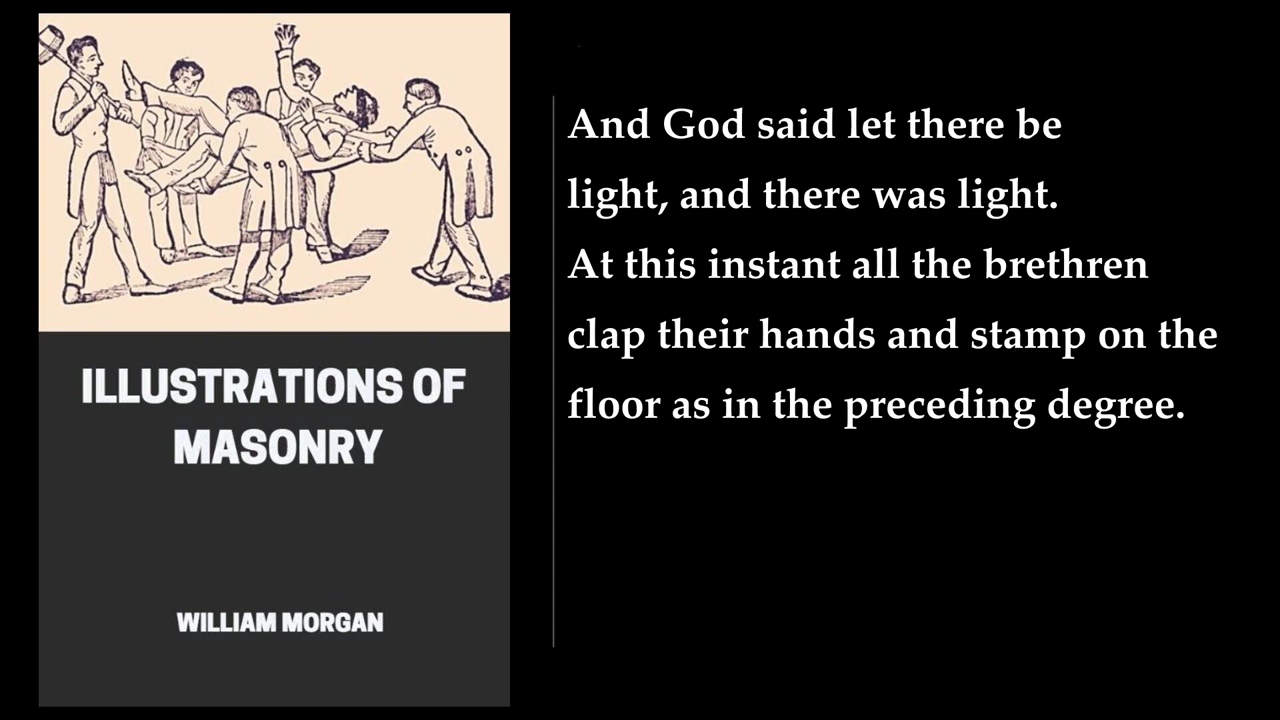 ILLUSTRATIONS OF
MASONRY
WILLIAM MORGAN
And God said let there be
light, and there was light.
At this instant all the brethren
clap their hands and stamp on the
floor as in the preceding degree.